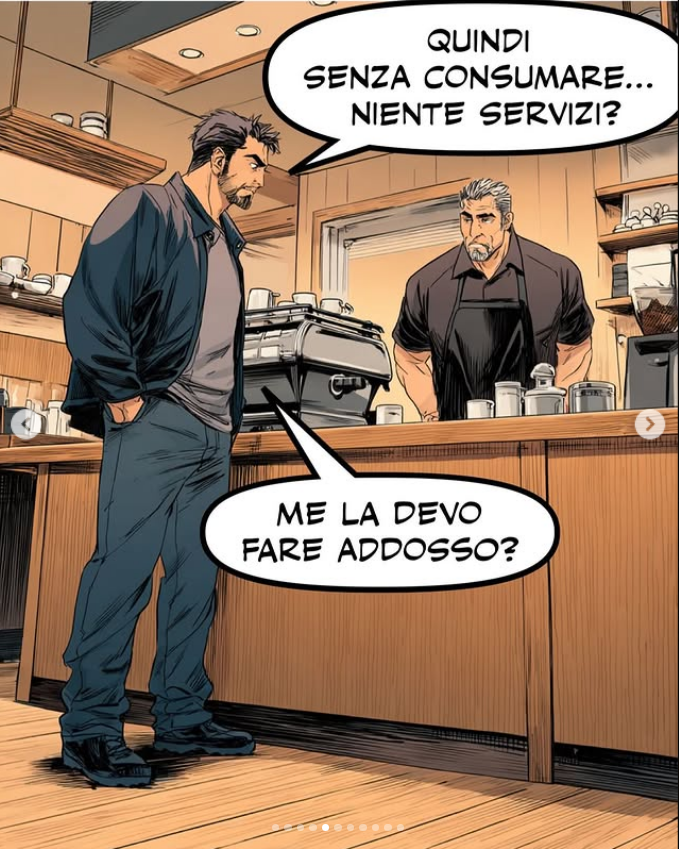 QUINDI
SENZA CONSUMARE...
NIENTE SERVIZI?
ME LA DEVO
FARE ADDOSSO?